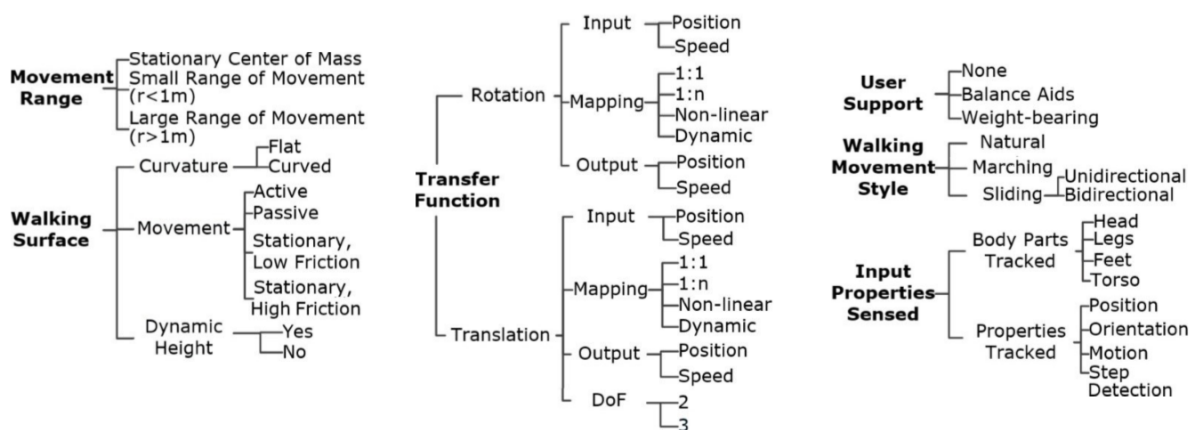 Movement
Range
Stationary Center of Mass
Small Range of Movement
(r<1m)
Large Range of Movement
(r>1m)
Walking
Surface
Curvature
Flat
Curved
Movement
Active
Passive
Stationary,
Low Friction
Stationary,
High Friction
Dynamic
Height
Yes
No
Transfer
Function
Rotation
Input
Position
Speed
Mapping
1:1
1:n
Non-linear
Dynamic
Output
Position
Speed
Translation
Input
Position
Speed
Mapping
1:1
1:n
Non-linear
Dynamic
Output
Position
Speed
DoF
2
3
User
Support
None
Balance Aids
Weight-bearing
Walking
Movement
Style
Natural
Marching
Sliding
Unidirectional
Bidirectional
Input
Properties
Sensed
Body Parts
Tracked
Head
Legs
Feet
Torso
Properties
Tracked
Position
Orientation
Motion
Step
Detection